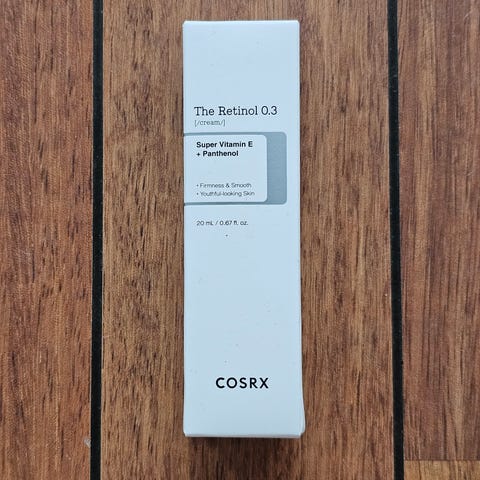 The Retinol 0.3
[/cream/]
Super Vitamin E
+ Panthenol
• Firmness & Smooth
• Youthful-looking Skin
20 mL / 0.67 fl. oz.
COSRX